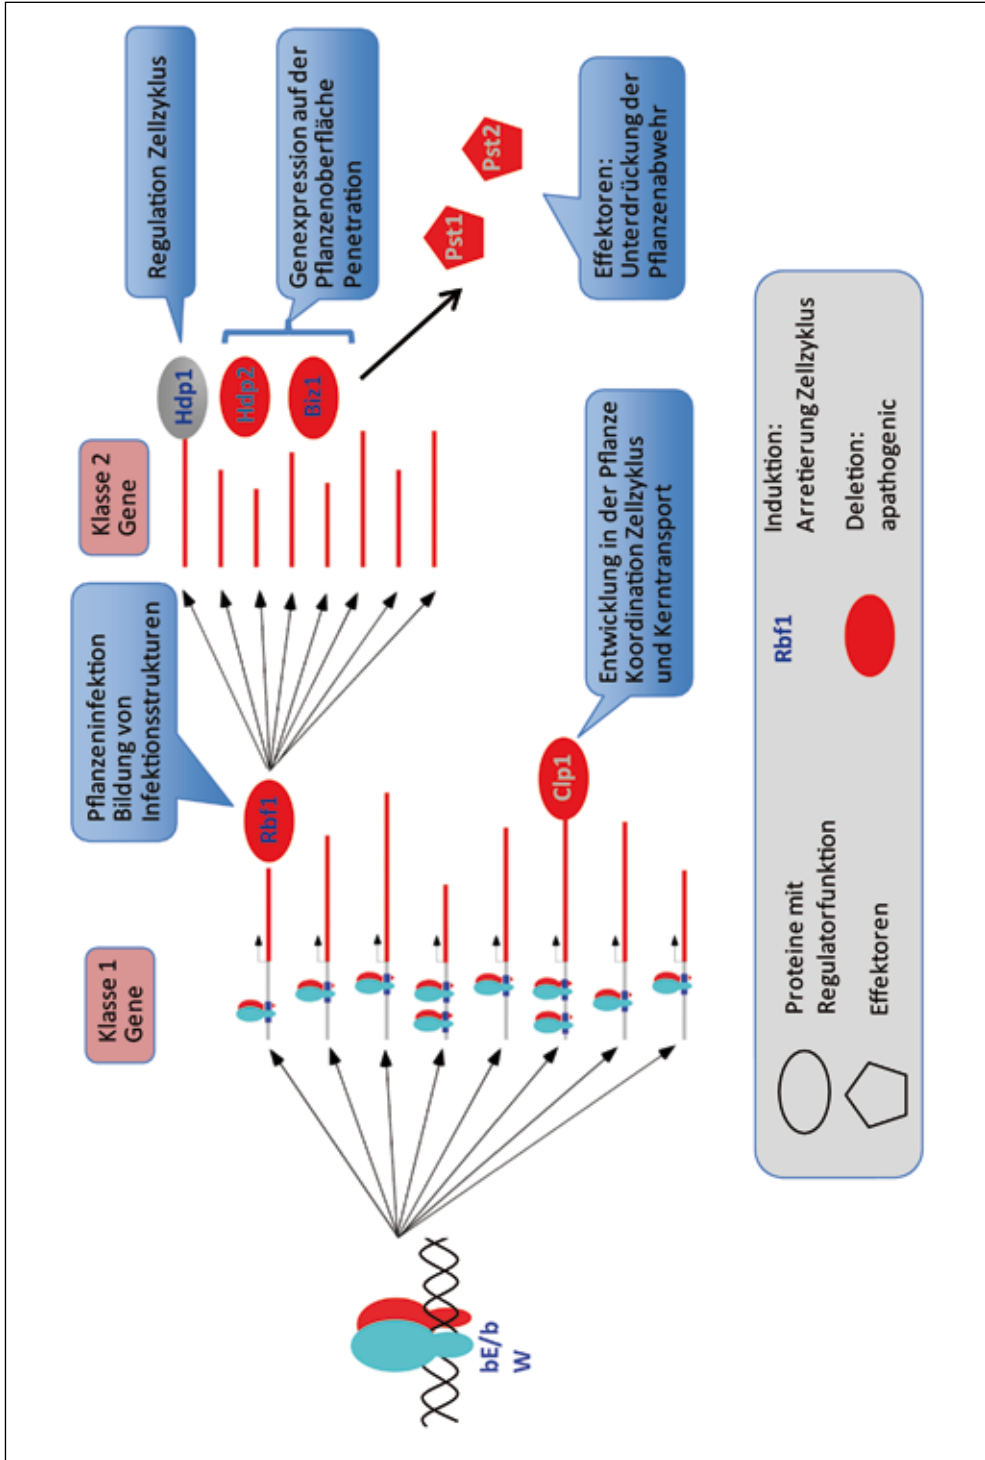 bE/b
W
Klasse 1
Gene
Pflanzeninfektion
Bildung von
Infektionsstrukturen
Rbf1
Clp1
Entwicklung in der Pflanze
Koordination Zellzyklus
und Kerntransport
Klasse 2
Gene
Hdp1
Hdp2
Biz1
Regulation Zellzyklus
Genexpression auf der
Pflanzenoberfläche
Penetration
Pst1
Pst2
Effektoren:
Unterdrückung der
Pflanzenabwehr
Proteine mit
Regulatorfunktion
Effektoren
Rbf1
Induktion:
Arretierung Zellzyklus
Deletion:
apathogenic